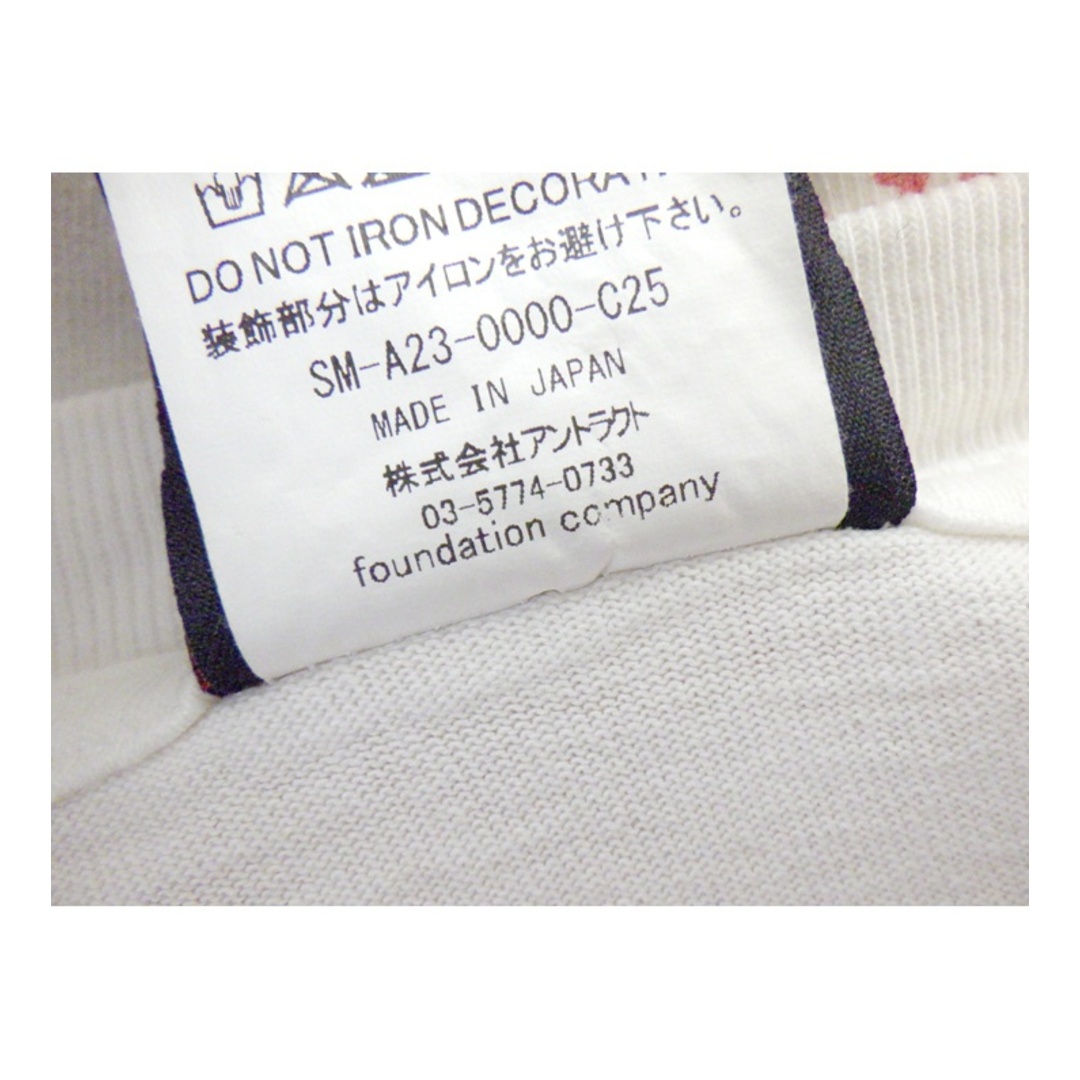 DO NOT IRON
装飾部分はアイロンをお避け下さい。
SM-A23-0000-C25
MADE IN JAPAN
株式会社アントラクト
03-5774-0733
foundation company